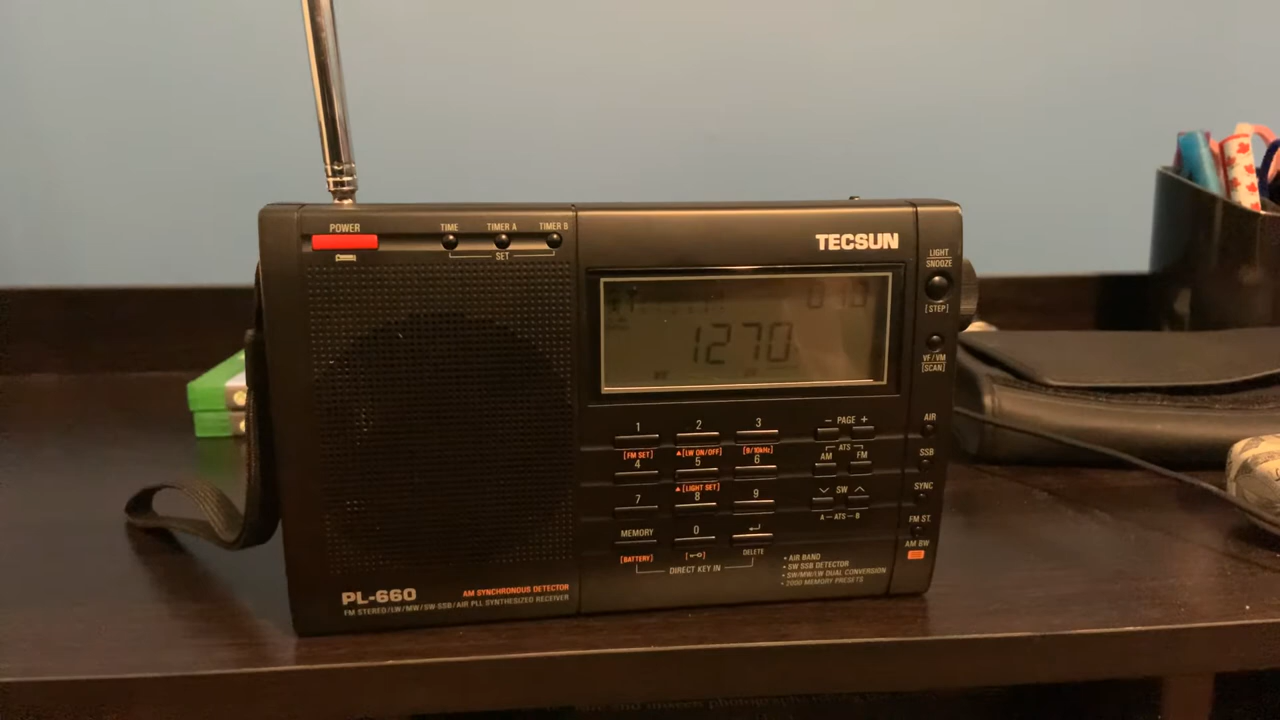 POWER
TIME
TIMER A
TIMER B
SET
TECSUN
LIGHT
SNOOZE
[STEP]
VF/VM
[SCAN]
1270
1
2
3
- PAGE +
AIR
[FM SET]
▲[LW ON/OFF]
[9/10kHz]
ATS
AM
FM
4
5
6
SSB
▲[LIGHT SET]
SW
SYNC
7
8
9
A-ATS-B
FM ST.
MEMORY
0
AM BW
[BATTERY]
DELETE
DIRECT KEY IN
• AIR BAND
• SW SSB DETECTOR
• SW/MW/LW DUAL CONVERSION
• 2000 MEMORY PRESETS
PL-660
AM SYNCHRONOUS DETECTOR
FM STEREO/LW/MW/SW-SSB/AIR PLL SYNTHESIZED RECEIVER